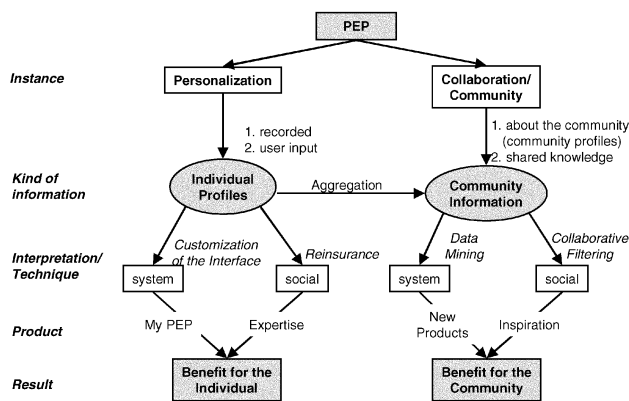 PEP
Instance
Personalization
Collaboration/
Community
1. recorded
2. user input
1. about the community
(community profiles)
2. shared knowledge
Kind of
information
Individual
Profiles
Aggregation
Community
Information
Interpretation/
Technique
Customization
of the Interface
Reinsurance
Data
Mining
Collaborative
Filtering
system
social
system
social
Product
My PEP
Expertise
New
Products
Inspiration
Result
Benefit for the
Individual
Benefit for the
Community